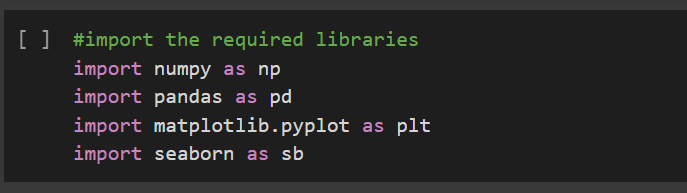 [ ] #import the required libraries
import numpy as np
import pandas as pd
import matplotlib.pyplot as plt
import seaborn as sb